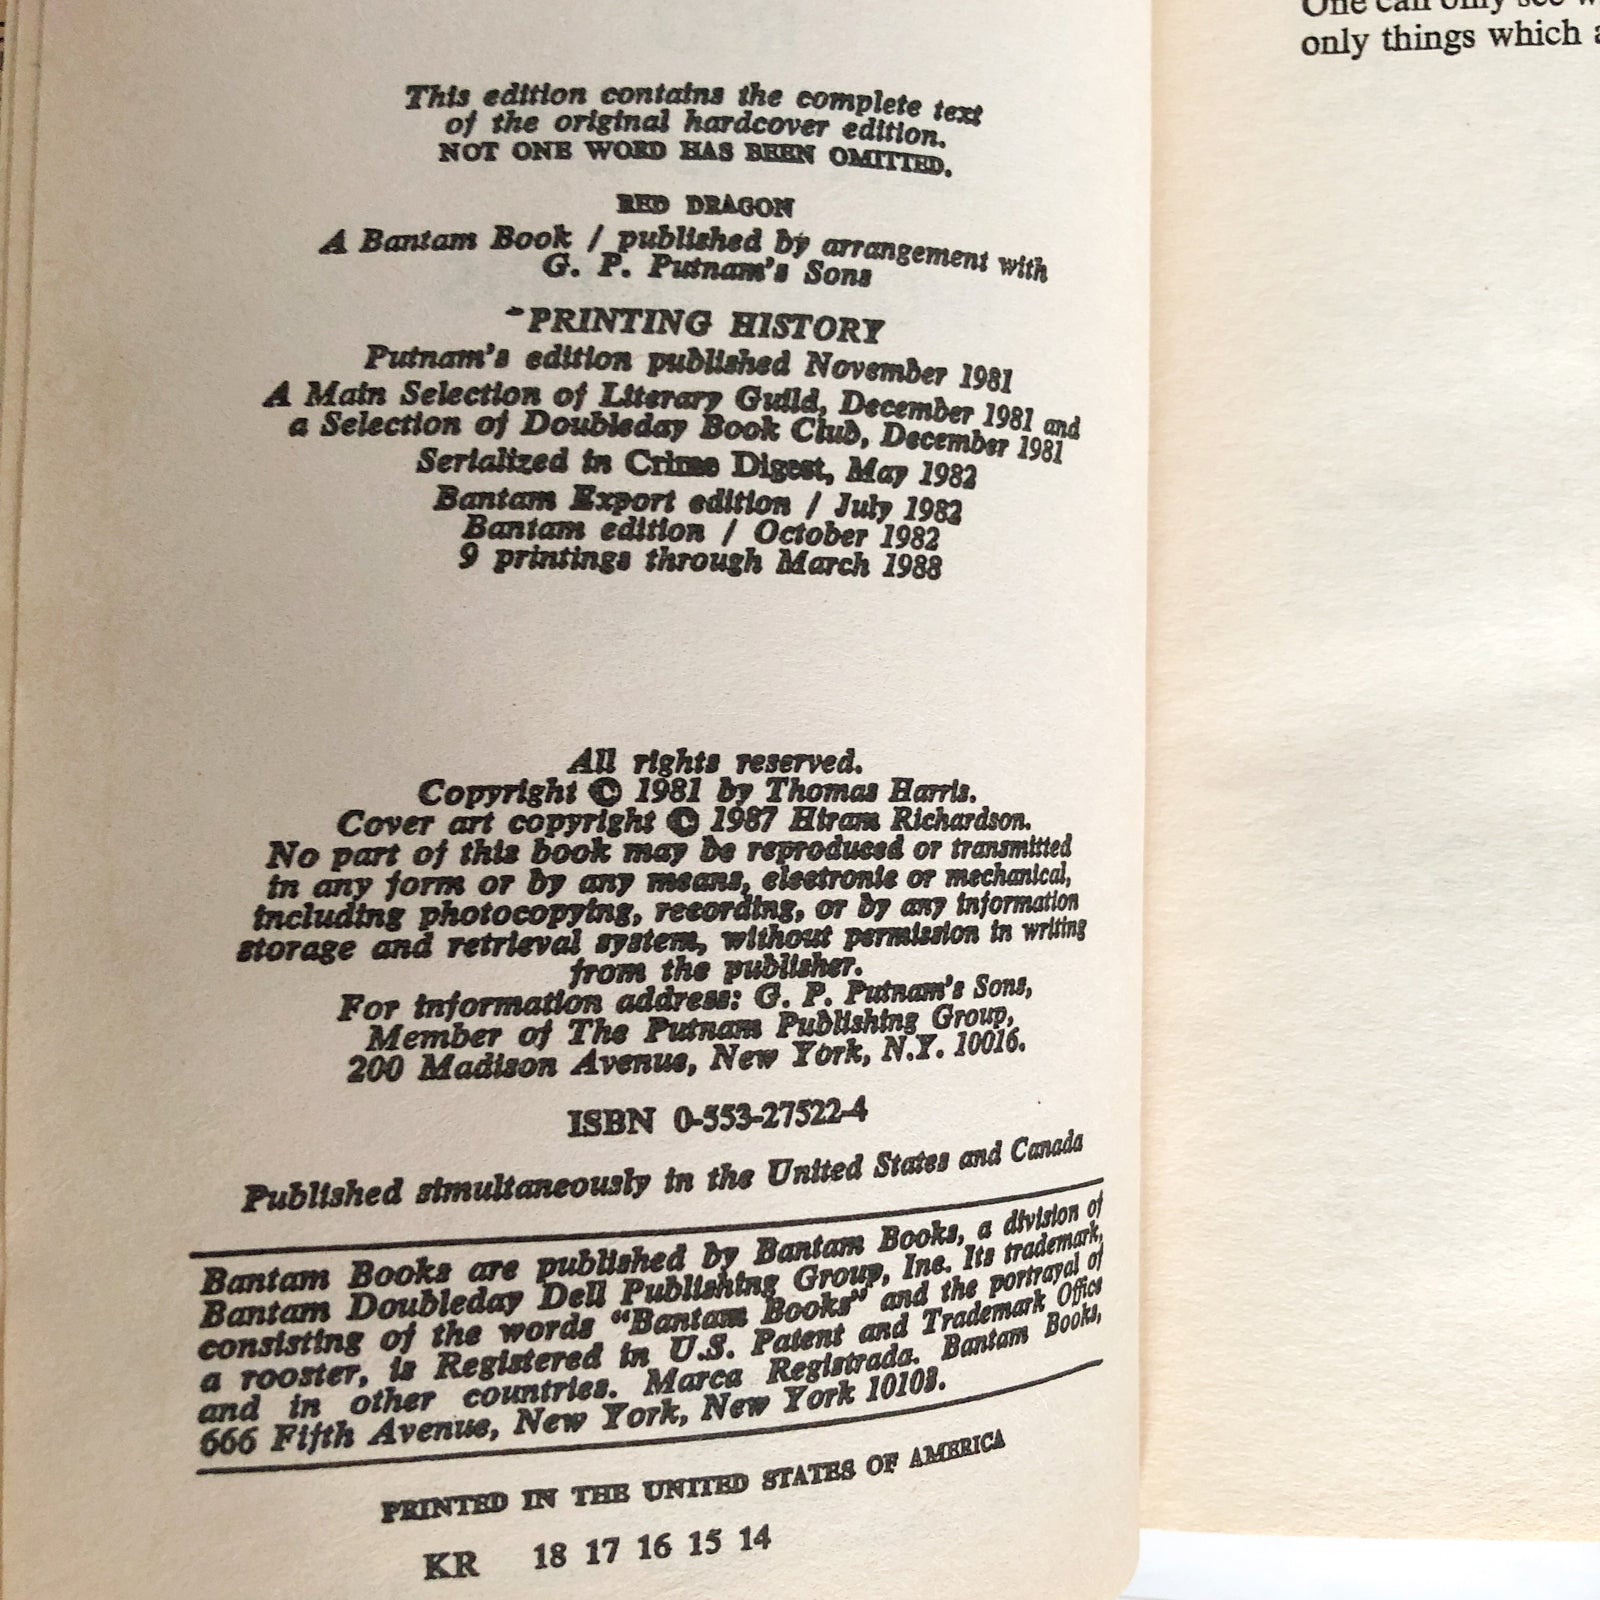 This edition contains the complete text
of the original hardcover edition.
NOT ONE WORD HAS BEEN OMITTED.
RED DRAGON
A Bantam Book / published by arrangement with
G. P. Putnam's Sons
PRINTING HISTORY
Putnam's edition published November 1981
A Main Selection of Literary Guild, December 1981 and
a Selection of Doubleday Book Club, December 1981
Serialized in Crime Digest, May 1982
Bantam Export edition / July 1982
Bantam edition / October 1982
9 printings through March 1988
All rights reserved.
Copyright © 1981 by Thomas Harris.
Cover art copyright © 1987 Hiram Richardson.
No part of this book may be reproduced or transmitted
in any form or by any means, electronic or mechanical,
including photocopying, recording, or by any information
storage and retrieval system, without permission in writing
from the publisher.
For information address: G. P. Putnam's Sons,
Member of The Putnam Publishing Group,
200 Madison Avenue, New York, N.Y. 10016.
ISBN 0-553-27522-4
Published simultaneously in the United States and Canada
Bantam Books are published by Bantam Books, a division of
Bantam Doubleday Dell Publishing Group, Inc. Its trademark,
consisting of the words "Bantam Books" and the portrayal of
a rooster, is Registered in U.S. Patent and Trademark Office
and in other countries. Marca Registrada. Bantam Books,
666 Fifth Avenue, New York, New York 10103.
PRINTED IN THE UNITED STATES OF AMERICA
KR 18 17 16 15 14
One can only see
only things which